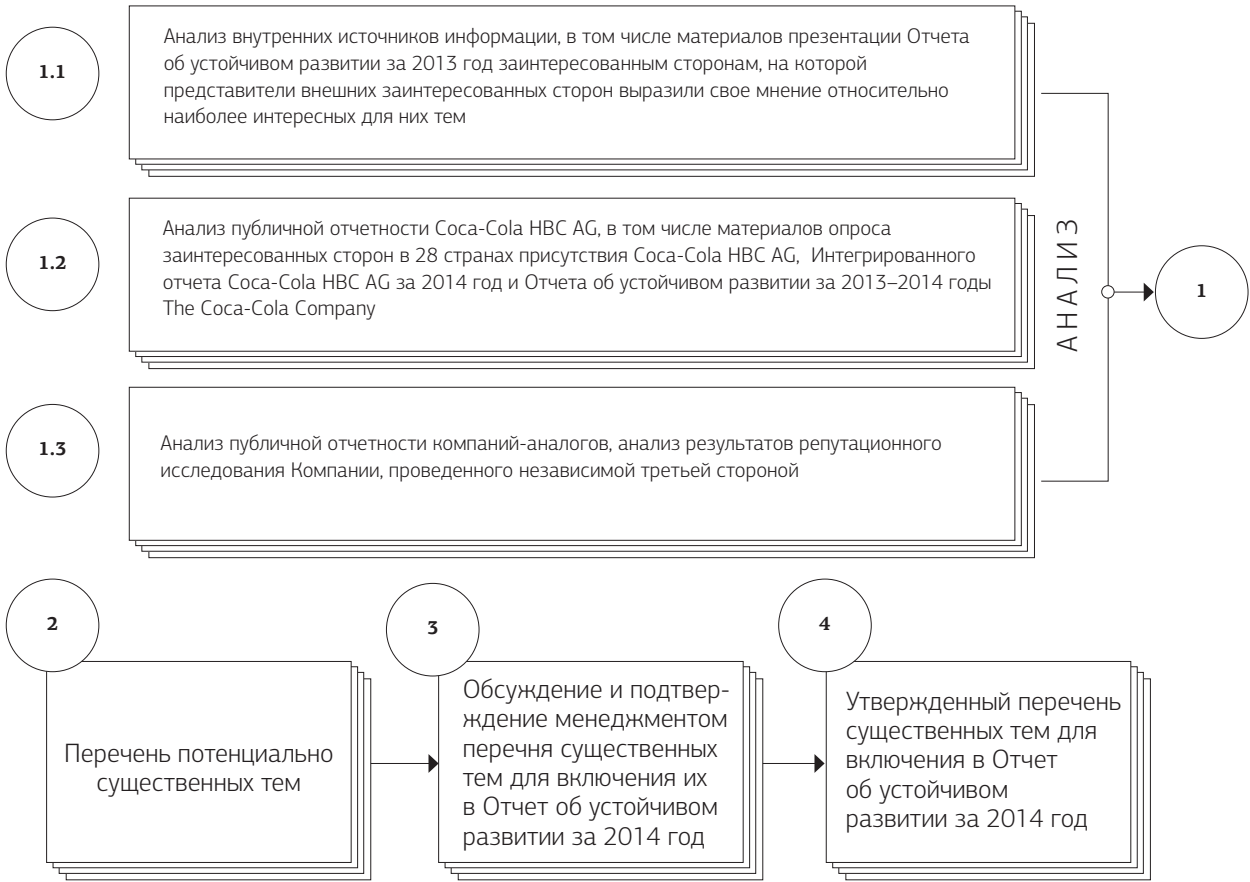 1.1
Анализ внутренних источников информации, в том числе материалов презентации Отчета
об устойчивом развитии за 2013 год заинтересованным сторонам, на которой
представители внешних заинтересованных сторон выразили свое мнение относительно
наиболее интересных для них тем
1.2
Анализ публичной отчетности Coca-Cola HBC AG, в том числе материалов опроса
заинтересованных сторон в 28 странах присутствия Coca-Cola HBC AG, Интегрированного
отчета Coca-Cola HBC AG за 2014 год и Отчета об устойчивом развитии за 2013–2014 годы
The Coca-Cola Company
1.3
Анализ публичной отчетности компаний-аналогов, анализ результатов репутационного
исследования Компании, проведенного независимой третьей стороной
АНАЛИЗ
1
2
Перечень потенциально
существенных тем
3
Обсуждение и подтвер-
ждение менеджментом
перечня существенных
тем для включения их
в Отчет об устойчивом
развитии за 2014 год
4
Утвержденный перечень
существенных тем для
включения в Отчет
об устойчивом
развитии за 2014 год